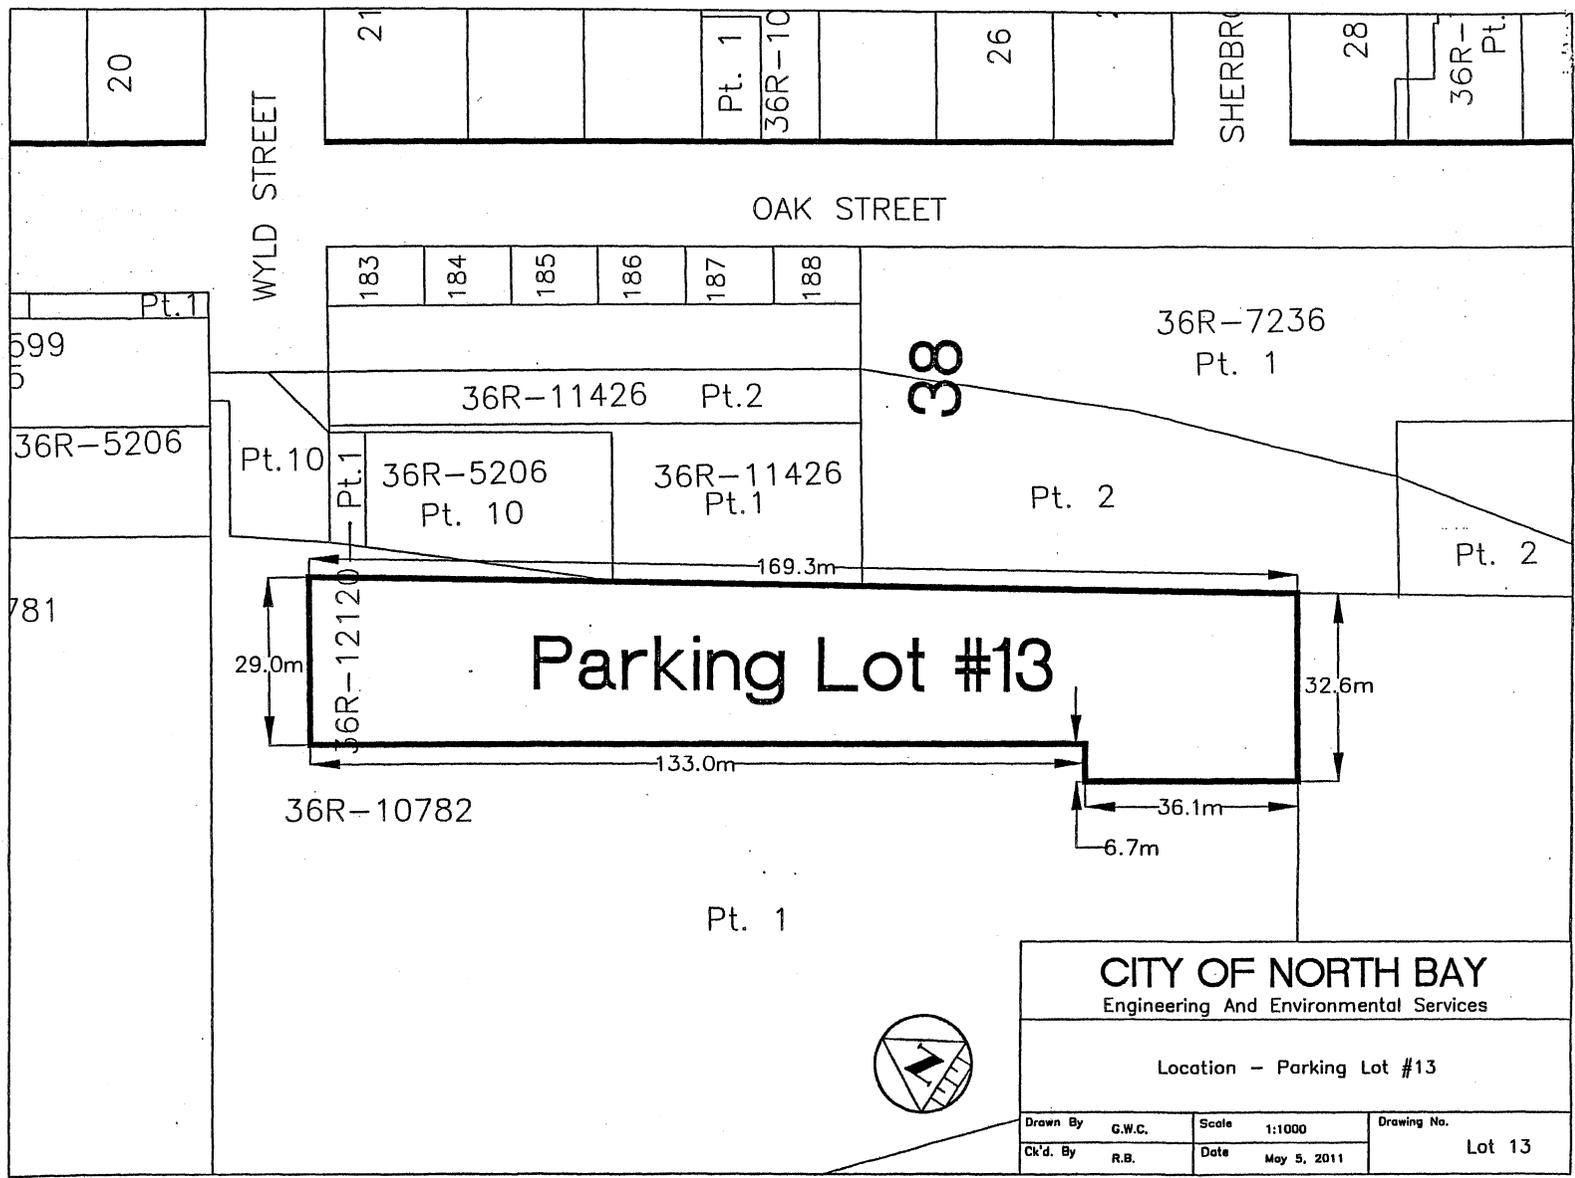 20
21
Pt. 1
36R-10
26
SHERBR
28
36R-
Pt.
WYLD STREET
OAK STREET
183
184
185
186
187
188
Pt.1
599
5
36R-5206
781
36R-7236
Pt. 1
38
36R-11426 Pt.2
Pt.10
36R-12120 Pt.1
36R-5206
Pt. 10
36R-11426
Pt.1
Pt. 2
Pt. 2
169.3m
29.0m
Parking Lot #13
32.6m
133.0m
36.1m
6.7m
36R-10782
Pt. 1
N
CITY OF NORTH BAY
Engineering And Environmental Services
Location - Parking Lot #13
Drawn By G.W.C.
Scale 1:1000
Drawing No.
Ck'd. By R.B.
Date May 5, 2011
Lot 13